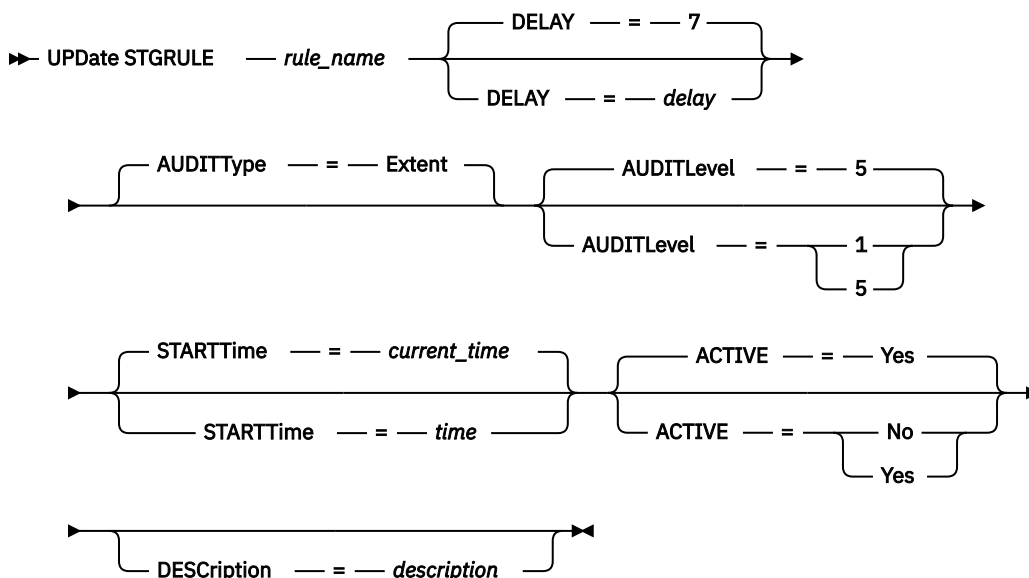 DELAY = 7
UPDate STGRULE rule_name
DELAY = delay
AUDITType = Extent
AUDITLevel = 5
AUDITLevel = 1
5
STARTTime = current_time
ACTIVE = Yes
STARTTime = time
ACTIVE = No
Yes
DESCription = description